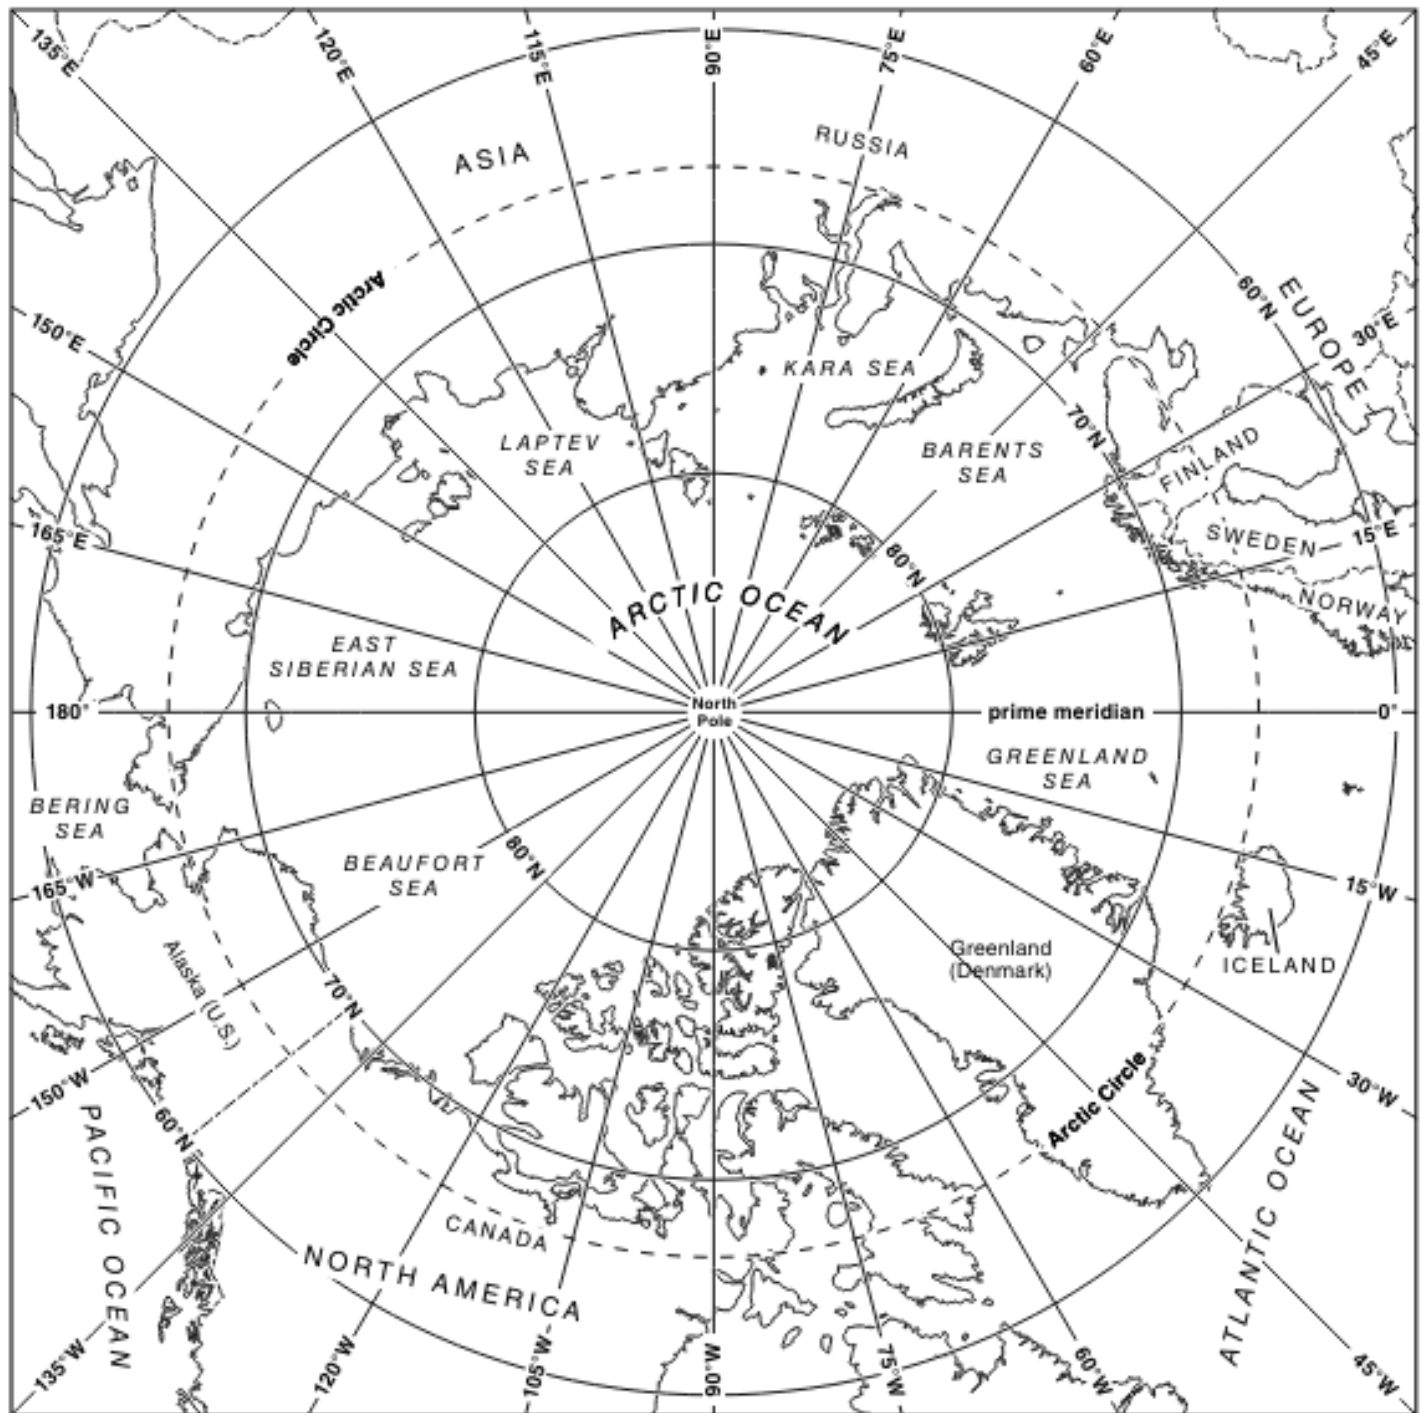 135°E
120°E
115°E
90°E
75°E
60°E
45°E
RUSSIA
ASIA
Arctic Circle
60°N
EUROPE
30°E
150°E
KARA SEA
70°N
LAPTEV
SEA
BARENTS
SEA
FINLAND
165°E
80°N
SWEDEN
15°E
ARCTIC OCEAN
NORWAY
EAST
SIBERIAN SEA
180°
North
Pole
prime meridian
0°
GREENLAND
SEA
BERING
SEA
80°N
BEAUFORT
SEA
165°W
15°W
Alaska (U.S.)
Greenland
(Denmark)
ICELAND
70°N
150°W
30°W
Arctic Circle
60°N
PACIFIC OCEAN
ATLANTIC OCEAN
CANADA
NORTH AMERICA
135°W
120°W
105°W
90°W
75°W
60°W
45°W